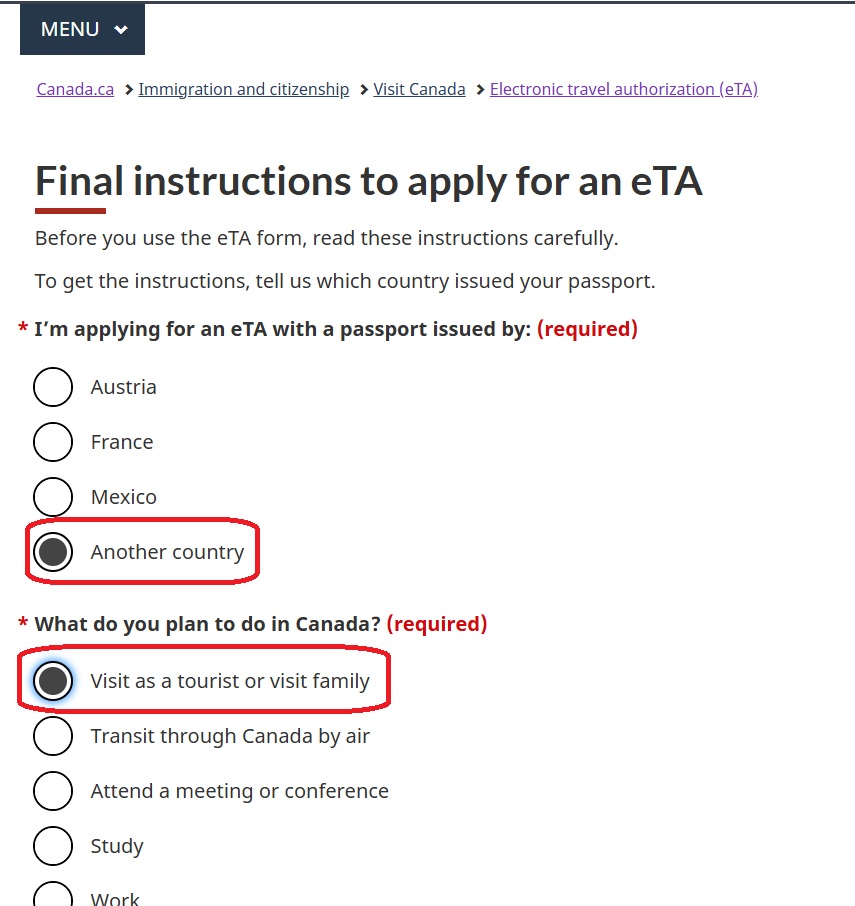 MENU
Canada.ca > Immigration and citizenship > Visit Canada > Electronic travel authorization (eTA)
Final instructions to apply for an eTA
Before you use the eTA form, read these instructions carefully.
To get the instructions, tell us which country issued your passport.
* I’m applying for an eTA with a passport issued by: (required)
Austria
France
Mexico
Another country
* What do you plan to do in Canada? (required)
Visit as a tourist or visit family
Transit through Canada by air
Attend a meeting or conference
Study
Work